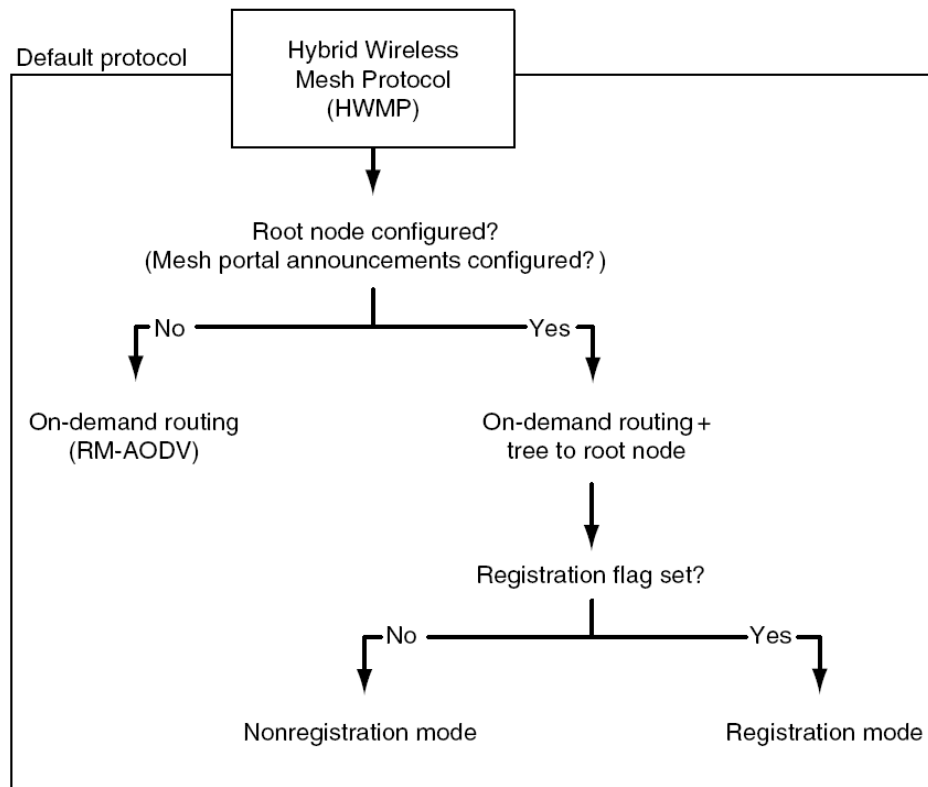 Default protocol
Hybrid Wireless
Mesh Protocol
(HWMP)
Root node configured?
(Mesh portal announcements configured?)
No
Yes
On-demand routing
(RM-AODV)
On-demand routing +
tree to root node
Registration flag set?
No
Yes
Nonregistration mode
Registration mode